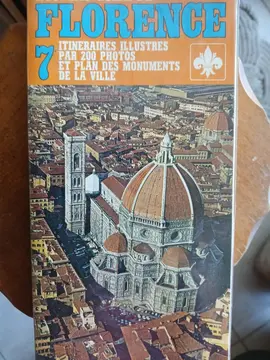 FLORENCE
7
ITINERAIRES ILLUSTRES
PAR 200 PHOTOS
ET PLAN DES MONUMENTS
DE LA VILLE